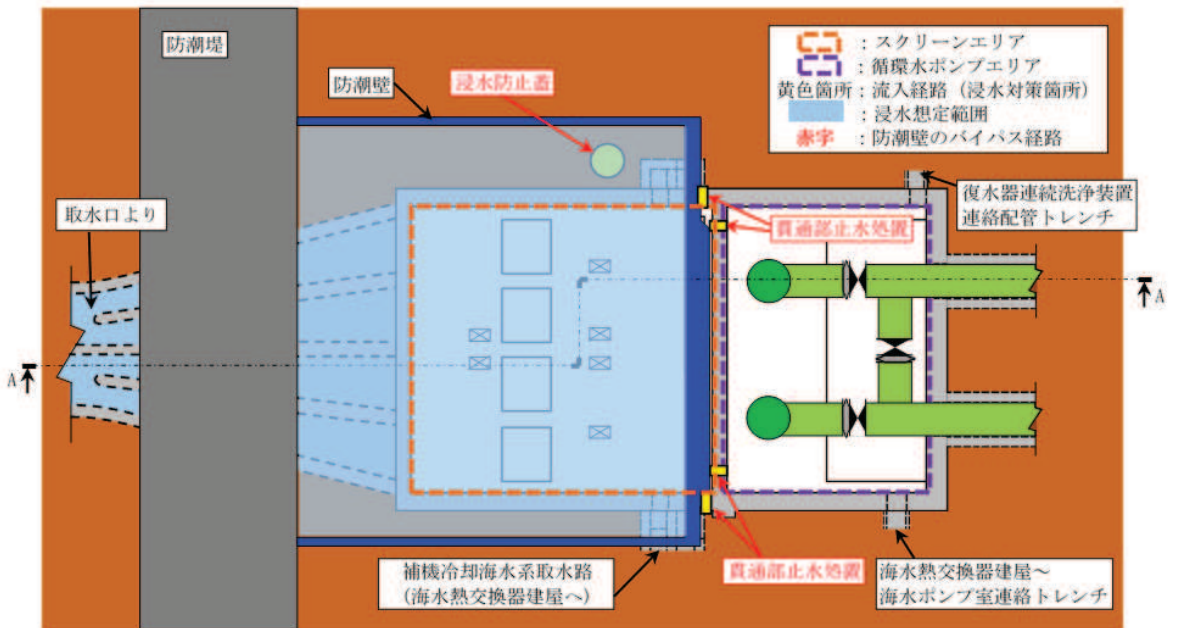 防潮堤
防潮壁
浸水防止蓋
：スクリーンエリア
：循環水ポンプエリア
黄色箇所：流入経路（浸水対策箇所）
：浸水想定範囲
赤字：防潮壁のバイパス経路
取水口より
復水器連続洗浄装置
連絡配管トレンチ
貫通部止水処置
A
A
補機冷却海水系取水路
(海水熱交換器建屋へ)
貫通部止水処置
海水熱交換器建屋～
海水ポンプ室連絡トレンチ